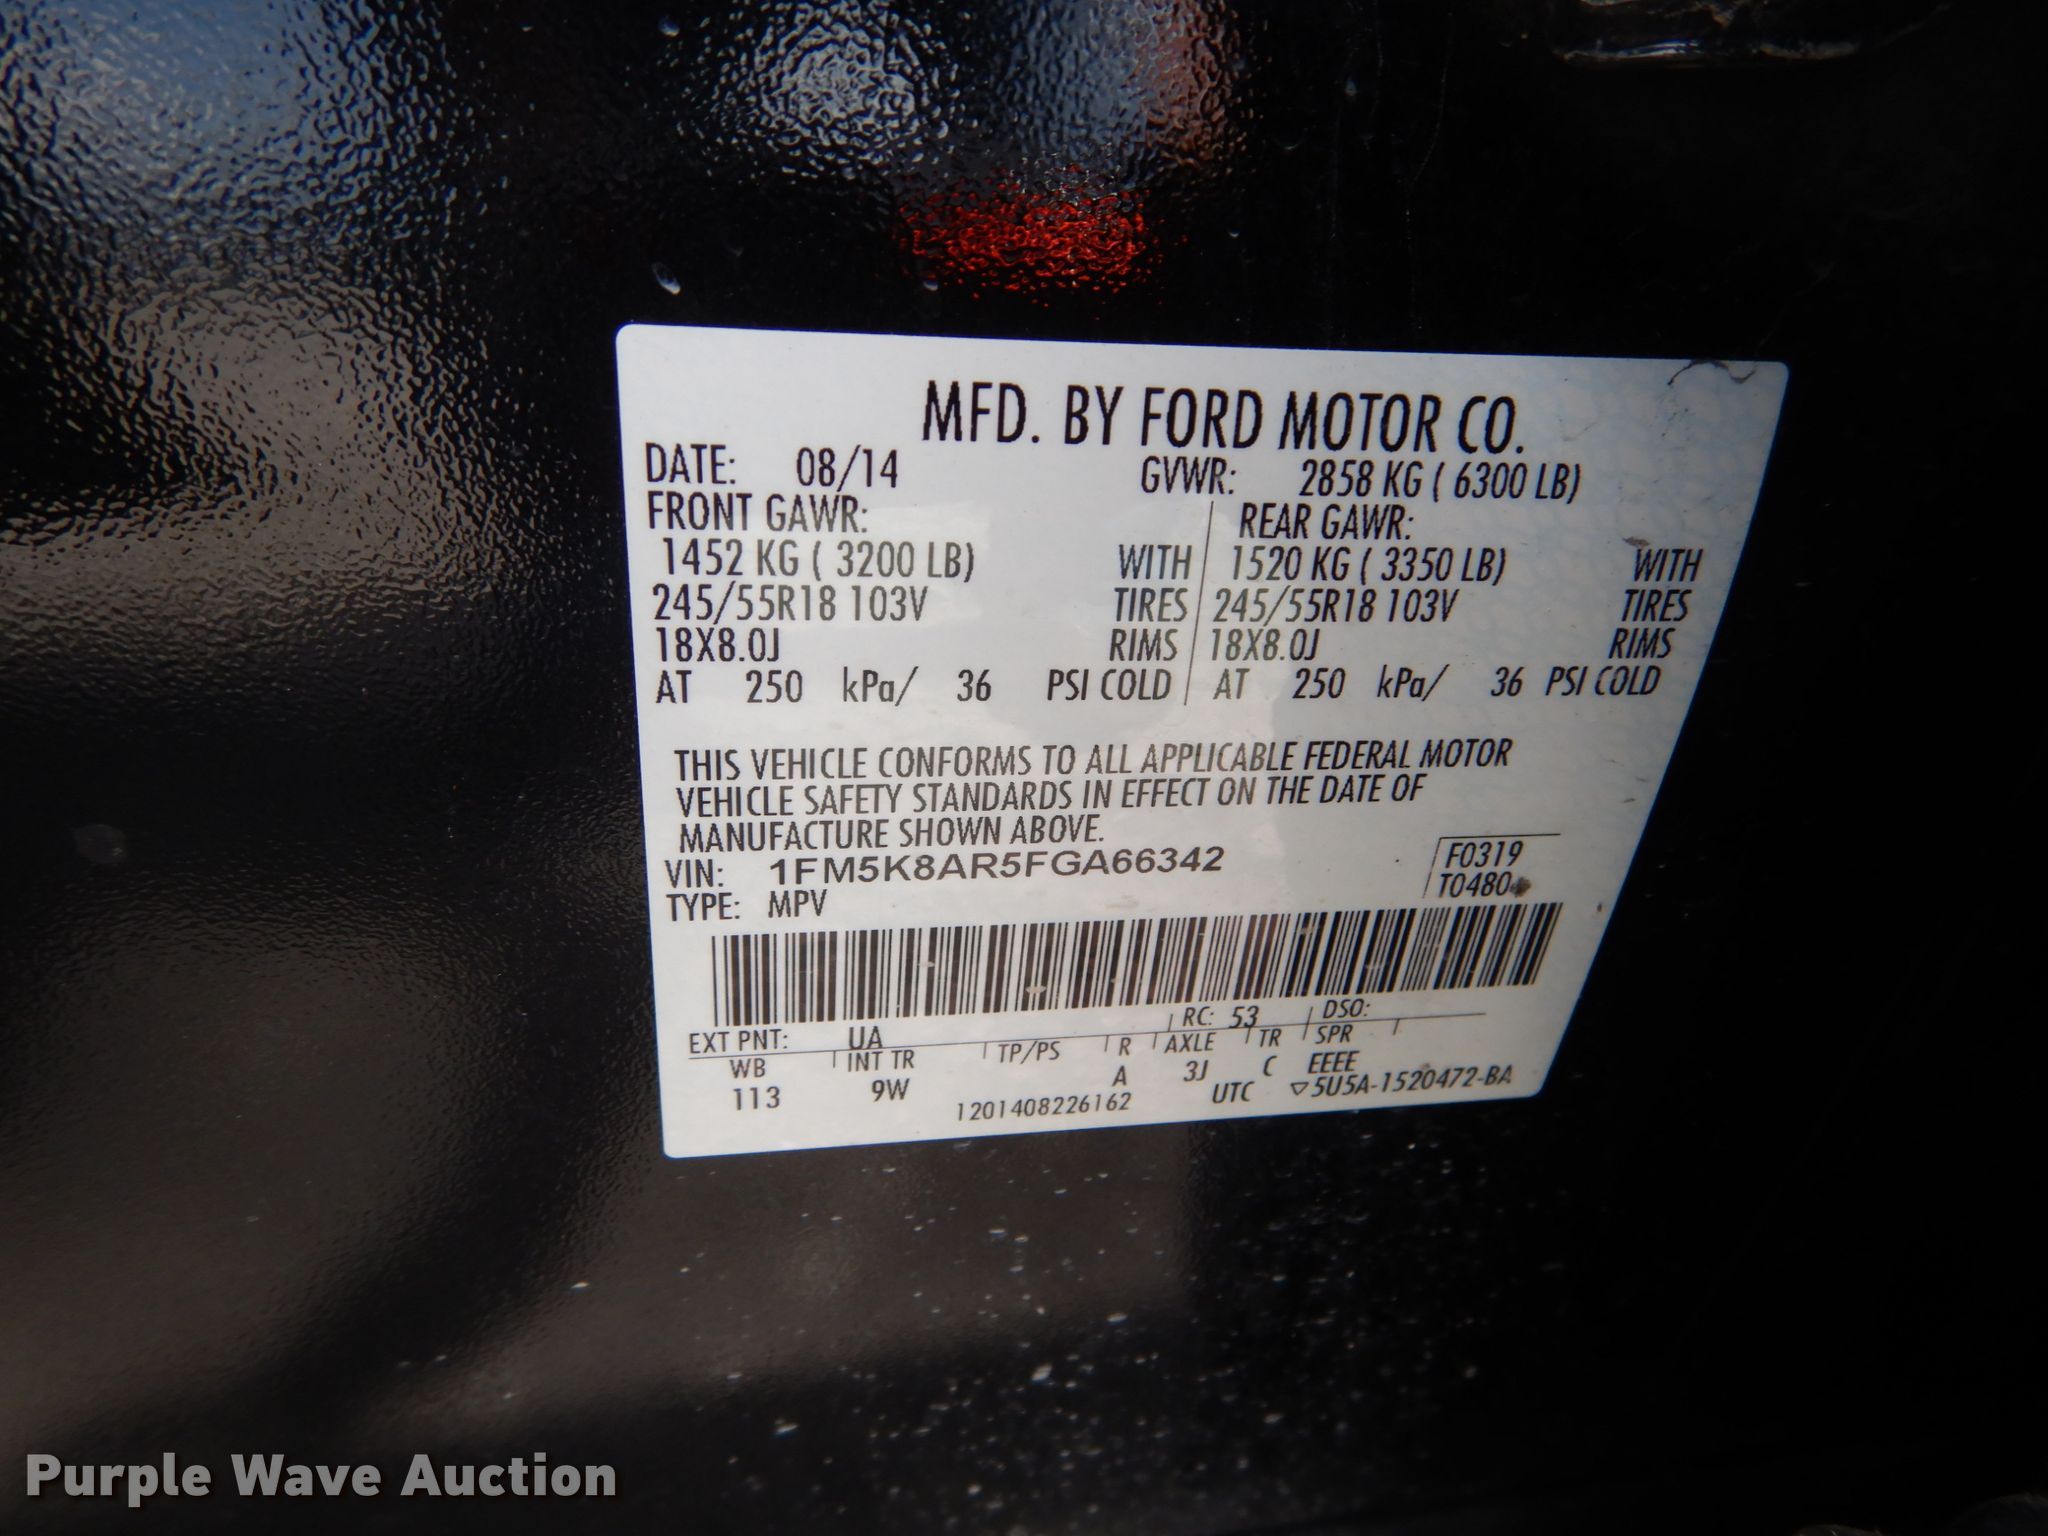 MFD. BY FORD MOTOR CO.
DATE: 08/14 GVWR: 2858 KG ( 6300 LB)
FRONT GAWR: REAR GAWR:
1452 KG ( 3200 LB) WITH 1520 KG ( 3350 LB) WITH
245/55R18 103V TIRES 245/55R18 103V TIRES
18X8.0J RIMS 18X8.0J RIMS
AT 250 kPa/ 36 PSI COLD AT 250 kPa/ 36 PSI COLD
THIS VEHICLE CONFORMS TO ALL APPLICABLE FEDERAL MOTOR
VEHICLE SAFETY STANDARDS IN EFFECT ON THE DATE OF
MANUFACTURE SHOWN ABOVE.
VIN: 1FM5K8AR5FGA66342 F0319
TYPE: MPV T0480
EXT PNT: UA RC: 53 DSO:
WB INT TR TP/PS R AXLE TR SPR
113 9W A 3J C EEEE
1201408226162 UTC ▽5U5A-1520472-BA
Purple Wave Auction